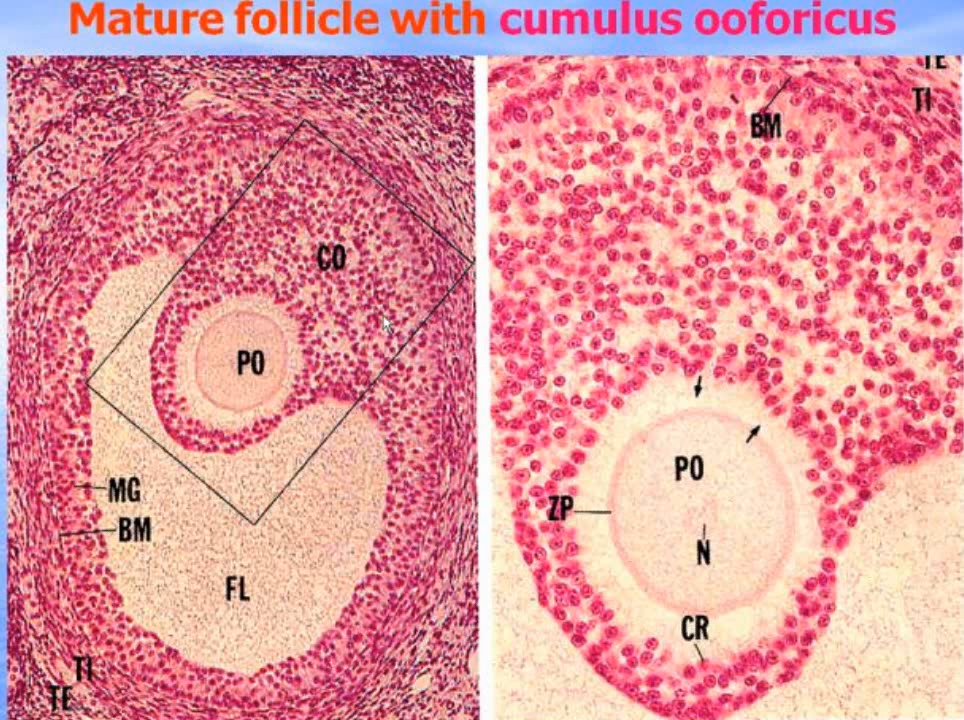 Mature follicle with cumulus ooforicus
CO
PO
MG
BM
FL
TI
TE
TE
TI
BM
PO
ZP
N
CR